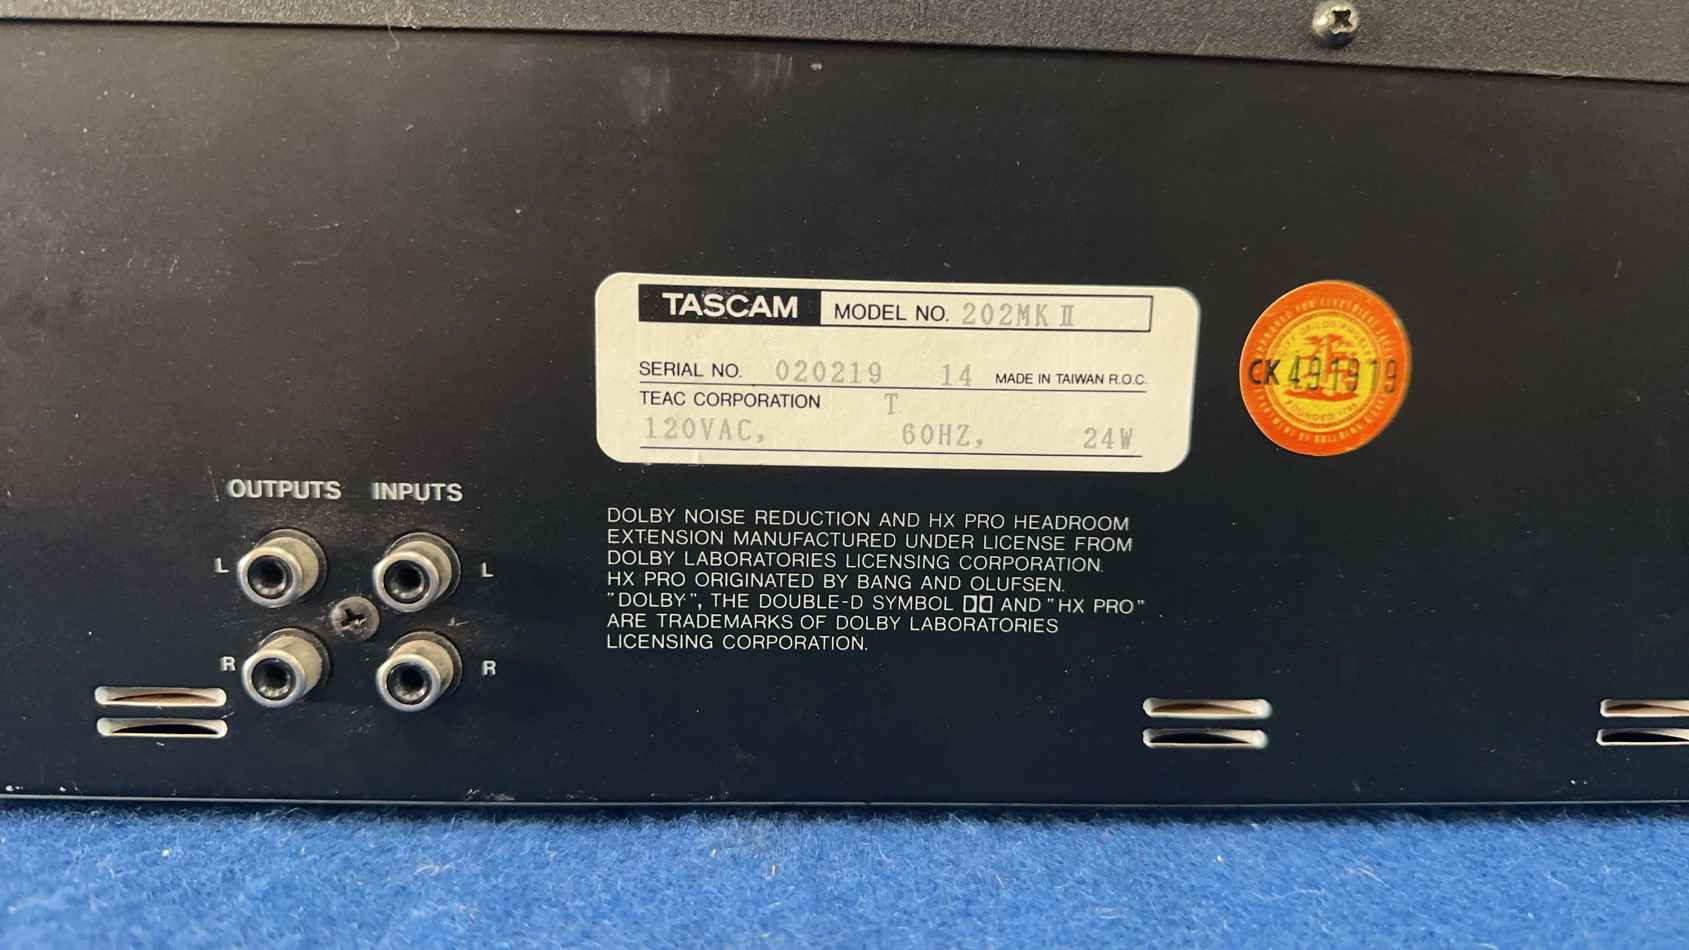 TASCAM MODEL NO. 202MK II
SERIAL NO. 020219 14 MADE IN TAIWAN R.O.C.
TEAC CORPORATION T
120VAC, 60HZ, 24W
CK 491919
OUTPUTS INPUTS
L L
R R
DOLBY NOISE REDUCTION AND HX PRO HEADROOM
EXTENSION MANUFACTURED UNDER LICENSE FROM
DOLBY LABORATORIES LICENSING CORPORATION.
HX PRO ORIGINATED BY BANG AND OLUFSEN.
"DOLBY", THE DOUBLE-D SYMBOL AND "HX PRO"
ARE TRADEMARKS OF DOLBY LABORATORIES
LICENSING CORPORATION.